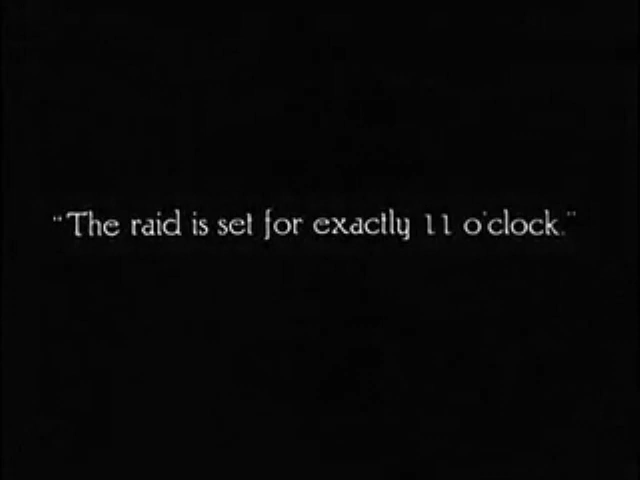 "The raid is set for exactly 11 o'clock."